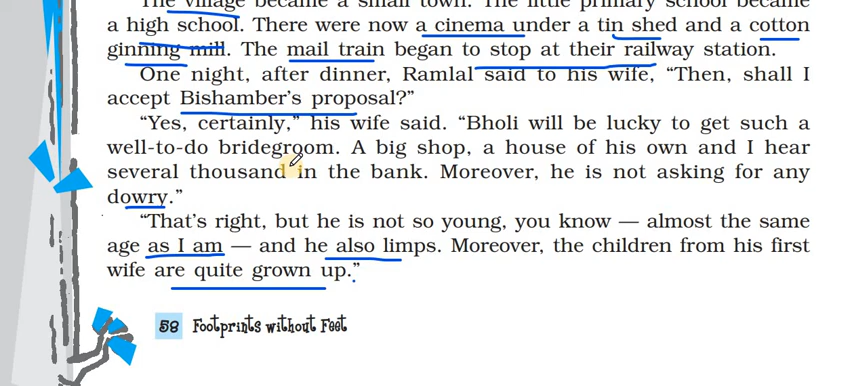 The village became a small town. The little primary school became
a high school. There were now a cinema under a tin shed and a cotton
ginning mill. The mail train began to stop at their railway station.
One night, after dinner, Ramlal said to his wife, “Then, shall I
accept Bishamber’s proposal?”
“Yes, certainly,” his wife said. “Bholi will be lucky to get such a
well-to-do bridegroom. A big shop, a house of his own and I hear
several thousand in the bank. Moreover, he is not asking for any
dowry.”
“That’s right, but he is not so young, you know — almost the same
age as I am — and he also limps. Moreover, the children from his first
wife are quite grown up.”
58 Footprints without Feet